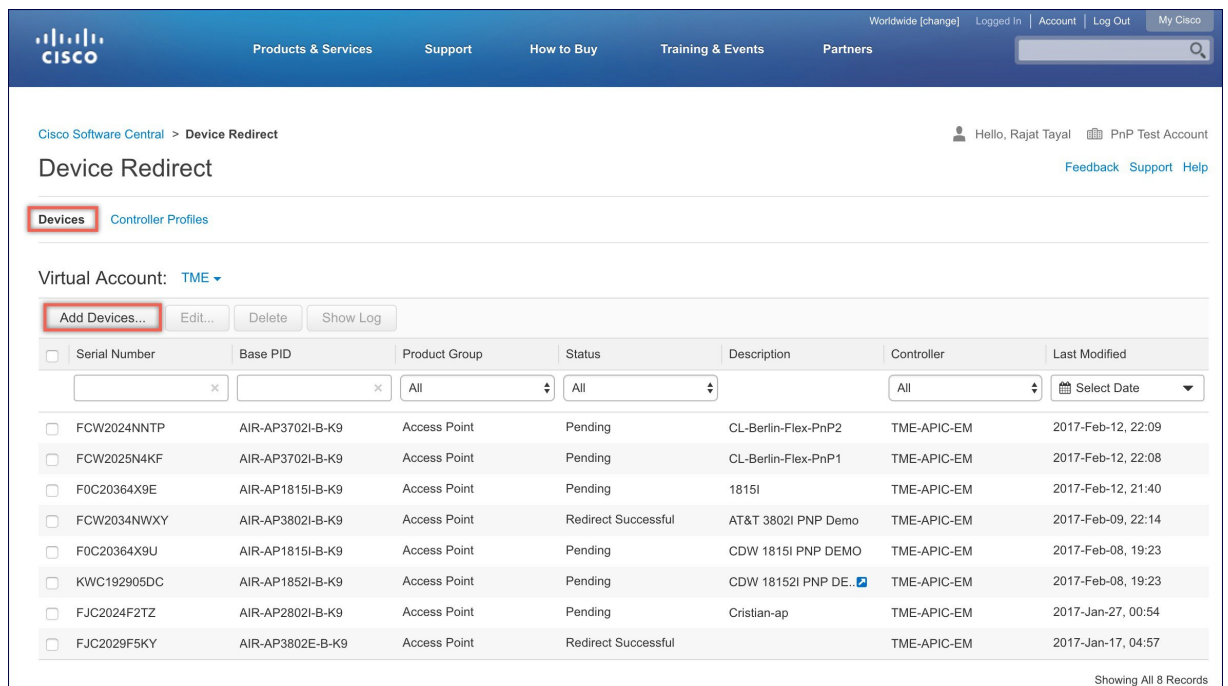 Worldwide [change] Logged In Account Log Out My Cisco
CISCO
Products & Services Support How to Buy Training & Events Partners
Cisco Software Central > Device Redirect
Hello, Rajat Tayal PnP Test Account
Device Redirect
Feedback Support Help
Devices Controller Profiles
Virtual Account: TME
Add Devices... Edit... Delete Show Log
Serial Number Base PID Product Group Status Description Controller Last Modified
All All All Select Date
FCW2024NNTP AIR-AP3702I-B-K9 Access Point Pending CL-Berlin-Flex-PnP2 TME-APIC-EM 2017-Feb-12, 22:09
FCW2025N4KF AIR-AP3702I-B-K9 Access Point Pending CL-Berlin-Flex-PnP1 TME-APIC-EM 2017-Feb-12, 22:08
F0C20364X9E AIR-AP1815I-B-K9 Access Point Pending 1815I TME-APIC-EM 2017-Feb-12, 21:40
FCW2034NWXY AIR-AP3802I-B-K9 Access Point Redirect Successful AT&T 3802I PNP Demo TME-APIC-EM 2017-Feb-09, 22:14
F0C20364X9U AIR-AP1815I-B-K9 Access Point Pending CDW 1815I PNP DEMO TME-APIC-EM 2017-Feb-08, 19:23
KWC192905DC AIR-AP1852I-B-K9 Access Point Pending CDW 18152I PNP DE.. TME-APIC-EM 2017-Feb-08, 19:23
FJC2024F2TZ AIR-AP2802I-B-K9 Access Point Pending Cristian-ap TME-APIC-EM 2017-Jan-27, 00:54
FJC2029F5KY AIR-AP3802E-B-K9 Access Point Redirect Successful TME-APIC-EM 2017-Jan-17, 04:57
Showing All 8 Records